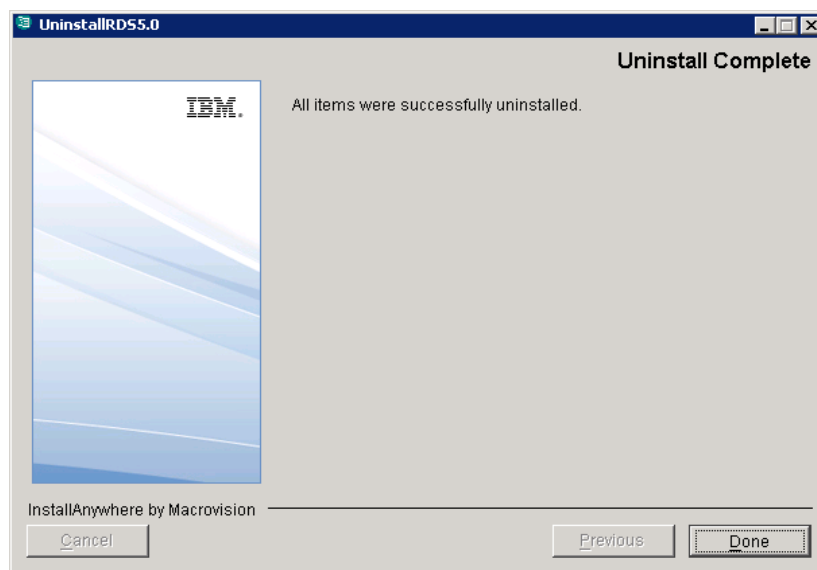 UninstallRDS5.0
Uninstall Complete
IBM.
All items were successfully uninstalled.
InstallAnywhere by Macrovision
Cancel
Previous
Done